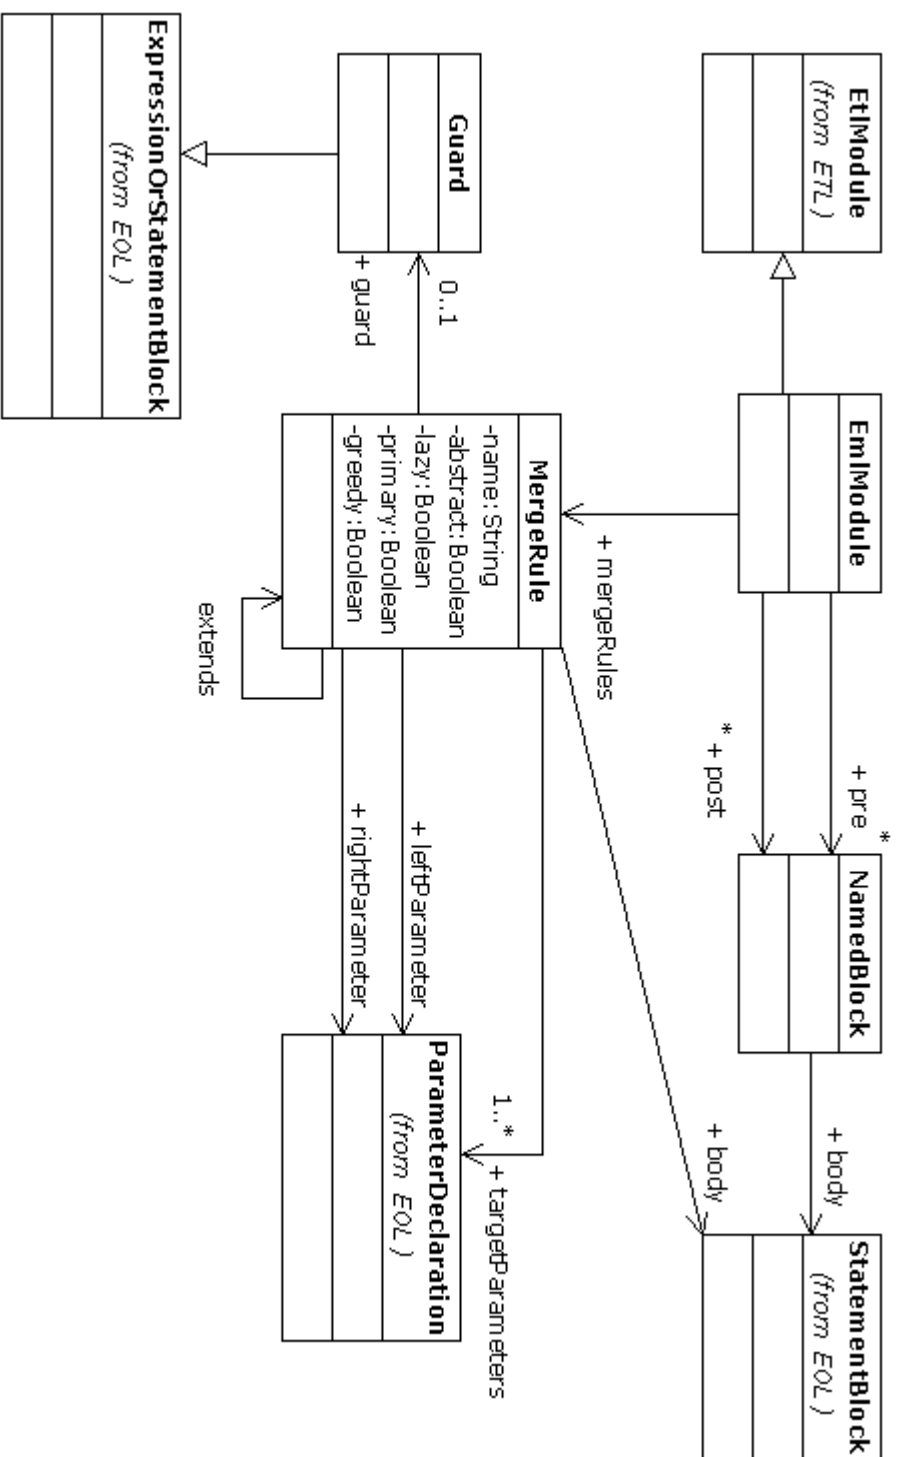 EtlModule
(from ETL)
EmlModule
+ pre
*
* + post
NamedBlock
+ body
StatementBlock
(from EOL)
+ mergeRules
+ body
Guard
0..1
+ guard
MergeRule
-name:String
-abstract:Boolean
-lazy:Boolean
-primary:Boolean
-greedy:Boolean
extends
1..*
+ targetParameters
+ leftParameter
+ rightParameter
ParameterDeclaration
(from EOL)
ExpressionOrStatementBlock
(from EOL)